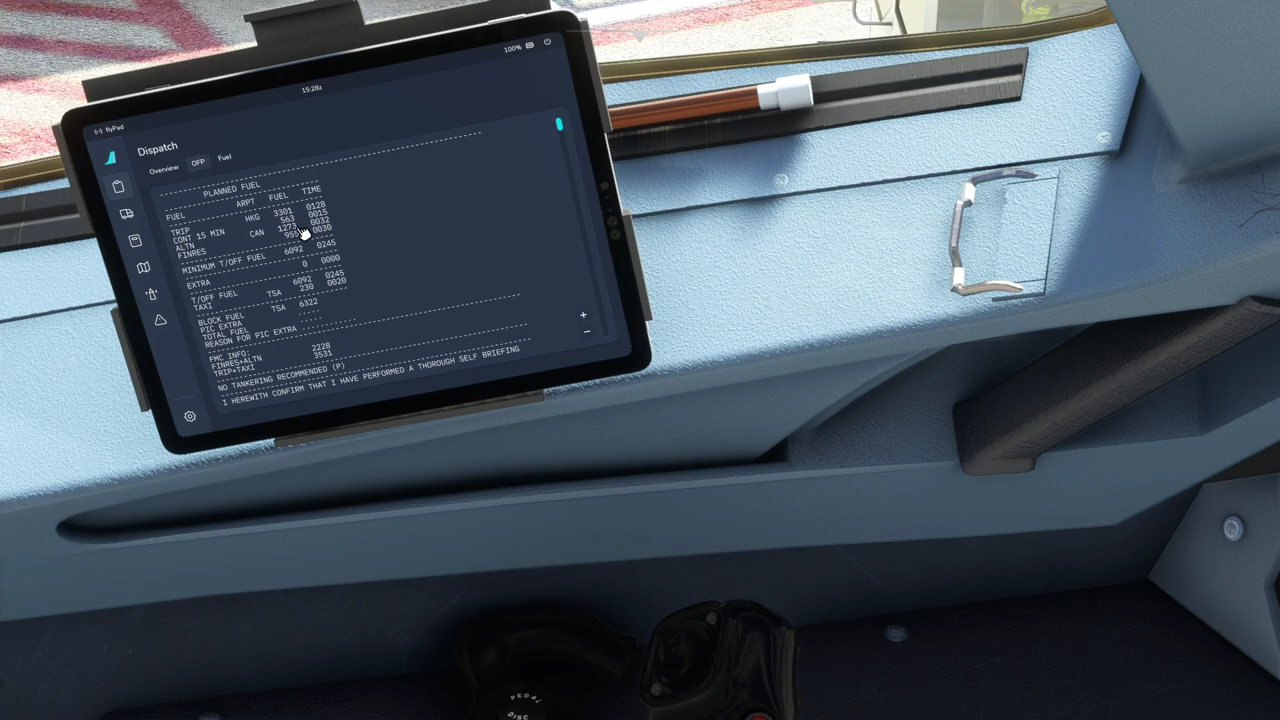 100%
15:28z
flyPad
Dispatch
Overview OFP Fuel
PLANNED FUEL
FUEL ARPT FUEL TIME
TRIP HKG 3301 0128
CONT 15 MIN 563 0015
ALTN CAN 1273 0032
FINRES 955 0030
MINIMUM T/OFF FUEL 6092 0245
EXTRA 0 0000
T/OFF FUEL TSA 6092 0245
TAXI 230 0020
BLOCK FUEL TSA 6322
PIC EXTRA .....
TOTAL FUEL .....
REASON FOR PIC EXTRA ............
FMC INFO:
FINRES+ALTN 2228
TRIP+TAXI 3531
NO TANKERING RECOMMENDED (P)
I HEREWITH CONFIRM THAT I HAVE PERFORMED A THOROUGH SELF BRIEFING
PEDAL
DISC